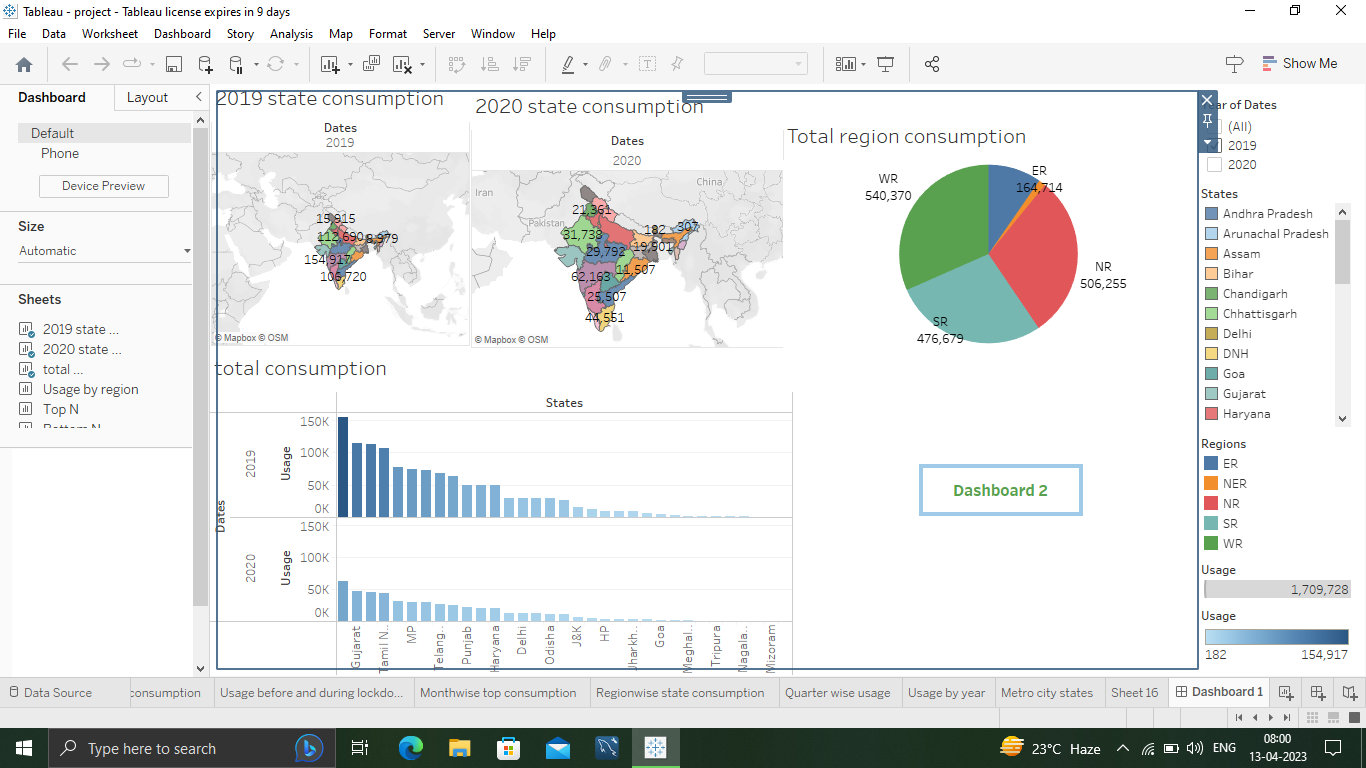 Tableau - project - Tableau license expires in 9 days
File Data Worksheet Dashboard Story Analysis Map Format Server Window Help
Show Me
Dashboard Layout
Default
Phone
Device Preview
Size
Automatic
Sheets
2019 state ...
2020 state ...
total ...
Usage by region
Top N
2019 state consumption
Dates
2019
15,915
112,690
8,979
154,917
106,720
© Mapbox © OSM
2020 state consumption
Dates
2020
Iran
China
Pakistan
21,361
31,738
182
307
29,792
19,901
11,507
62,163
25,507
44,551
© Mapbox © OSM
Total region consumption
ER
164,714
WR
540,370
NR
506,255
SR
476,679
total consumption
States
Dates
2019
Usage
150K
100K
50K
0K
2020
Usage
150K
100K
50K
0K
Gujarat
Tamil N..
MP
Telang..
Punjab
Haryana
Delhi
Odisha
J&K
HP
Jharkh..
Goa
Meghal..
Tripura
Nagala..
Mizoram
Dashboard 2
Year of Dates
(All)
2019
2020
States
Andhra Pradesh
Arunachal Pradesh
Assam
Bihar
Chandigarh
Chhattisgarh
Delhi
DNH
Goa
Gujarat
Haryana
Regions
ER
NER
NR
SR
WR
Usage
1,709,728
Usage
182 154,917
Data Source consumption Usage before and during lockdo... Monthwise top consumption Regionwise state consumption Quarter wise usage Usage by year Metro city states Sheet 16 Dashboard 1
Type here to search
23°C Haze
ENG
08:00
13-04-2023